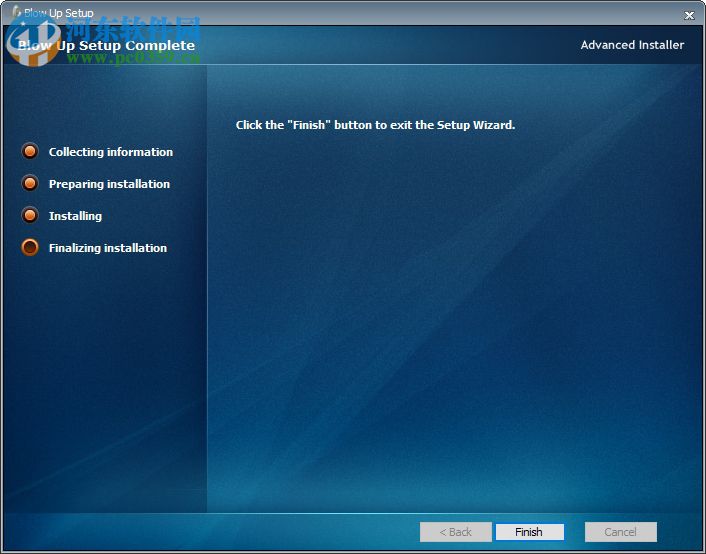 Blow Up Setup
河东软件网
Blow Up Setup Complete
Advanced Installer
www.pc0359.cn
Click the "Finish" button to exit the Setup Wizard.
Collecting information
Preparing installation
Installing
Finalizing installation
< Back
Finish
Cancel